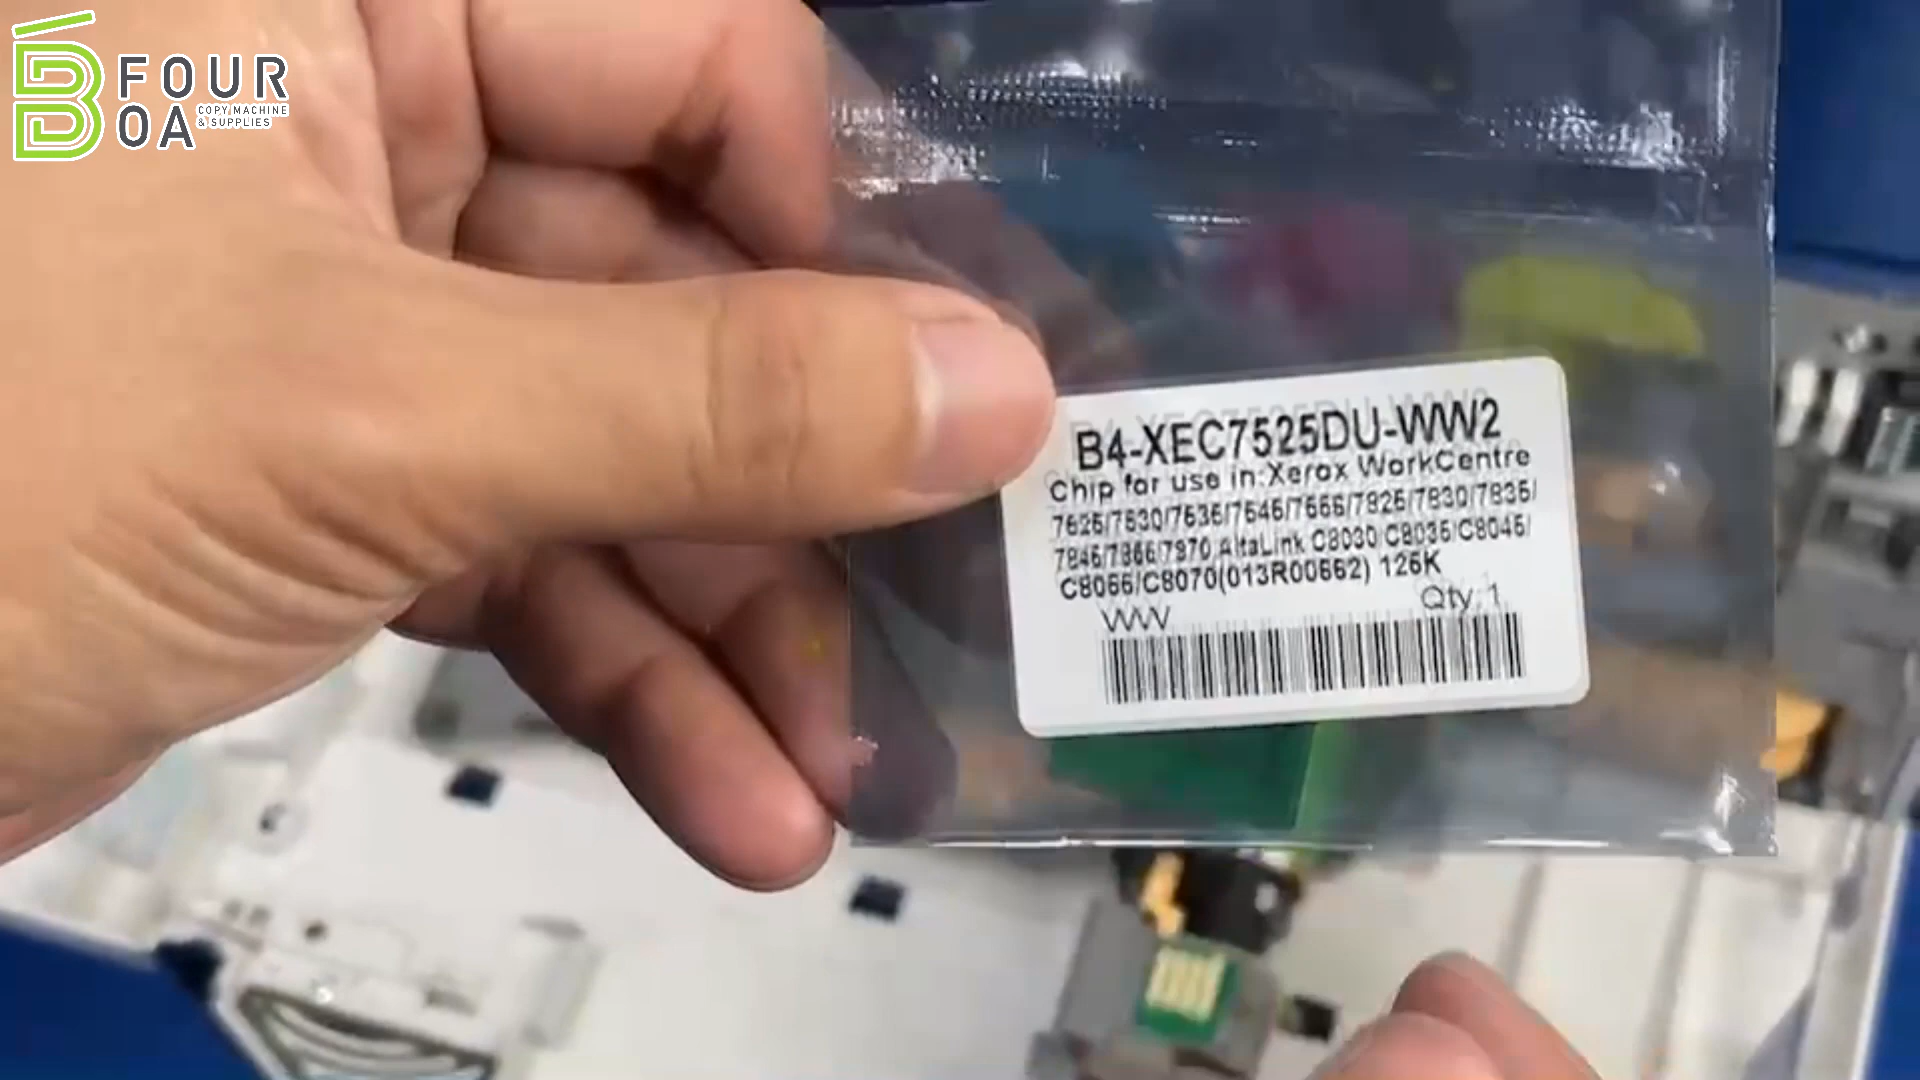 B FOUR
OA COPY MACHINE
& SUPPLIES
B4-XEC7525DU-WW2
Chip for use in:Xerox WorkCentre
7525/7530/7535/7545/7556/7825/7830/7835/
7845/7855/7970 AltaLink C8030/C8035/C8045/
C8055/C8070(013R00662) 125K
WW Qty:1